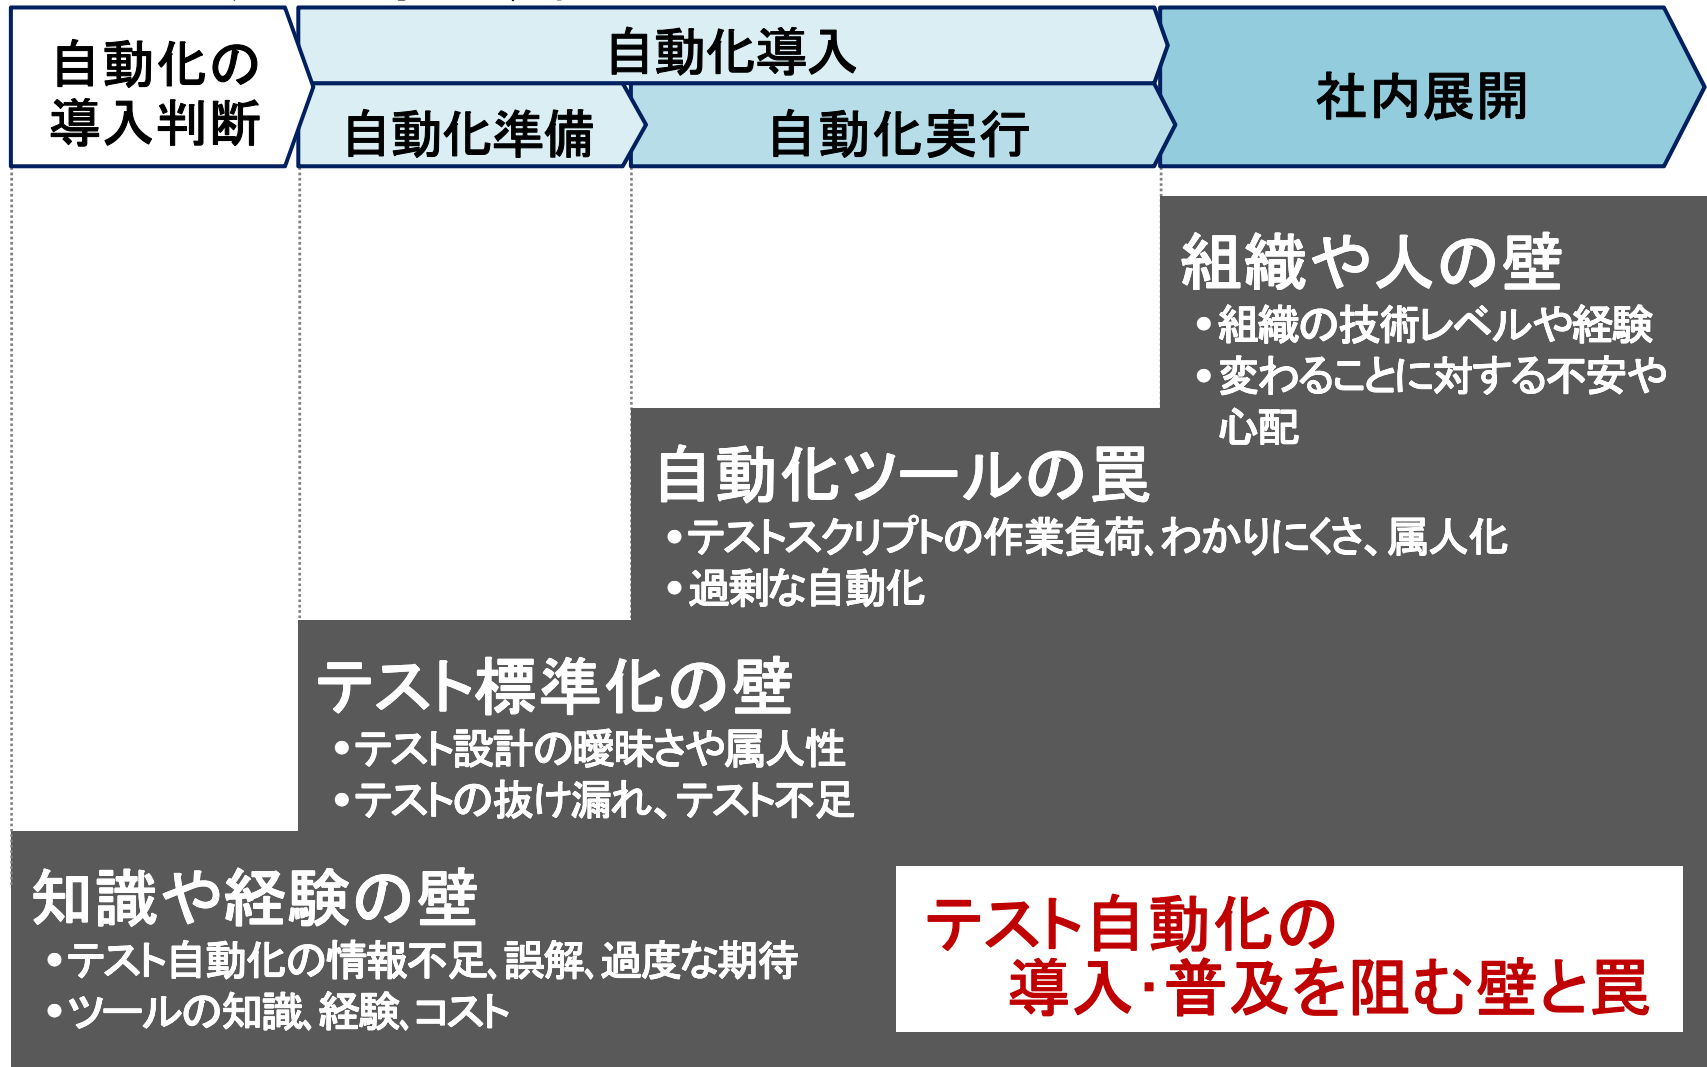 自動化の
導入判断
自動化導入
自動化準備
自動化実行
社内展開
組織や人の壁
•組織の技術レベルや経験
•変わることに対する不安や
心配
自動化ツールの罠
•テストスクリプトの作業負荷、わかりにくさ、属人化
•過剰な自動化
テスト標準化の壁
•テスト設計の曖昧さや属人性
•テストの抜け漏れ、テスト不足
知識や経験の壁
•テスト自動化の情報不足、誤解、過度な期待
•ツールの知識、経験、コスト
テスト自動化の
導入・普及を阻む壁と罠